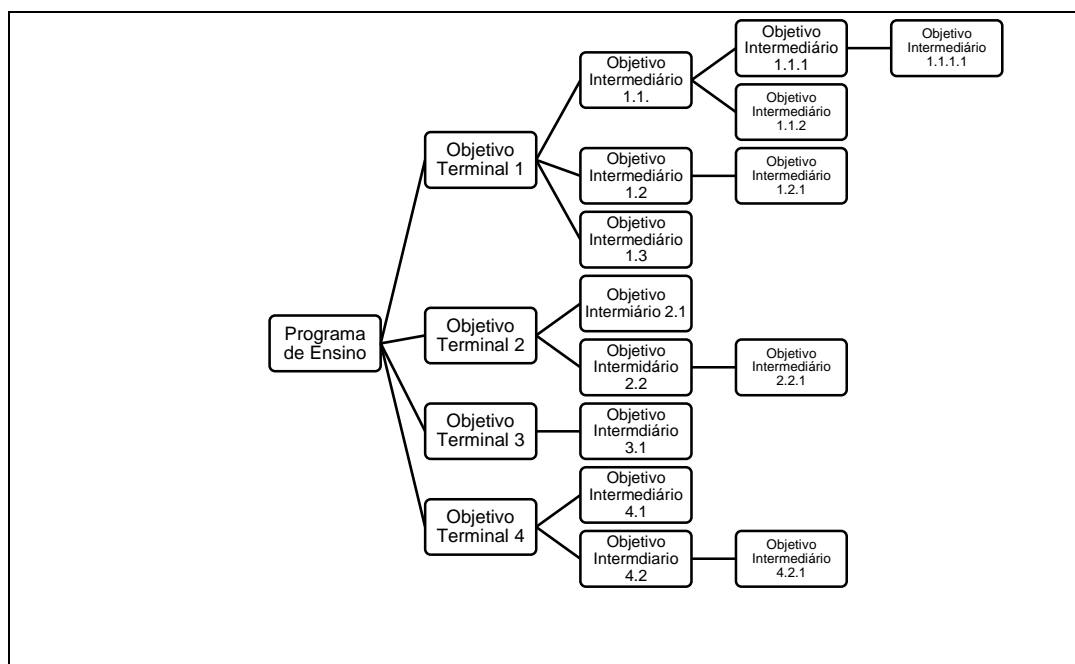 Programa
de Ensino
Objetivo
Terminal 1
Objetivo
Intermediário
1.1.
Objetivo
Intermediário
1.1.1
Objetivo
Intermediário
1.1.1.1
Objetivo
Intermediário
1.1.2
Objetivo
Intermediário
1.2
Objetivo
Intermediário
1.2.1
Objetivo
Intermediário
1.3
Objetivo
Terminal 2
Objetivo
Intermiário 2.1
Objetivo
Intermidário
2.2
Objetivo
Intermediário
2.2.1
Objetivo
Terminal 3
Objetivo
Intermdiário
3.1
Objetivo
Terminal 4
Objetivo
Intermediário
4.1
Objetivo
Intermdiario
4.2
Objetivo
Intermediário
4.2.1